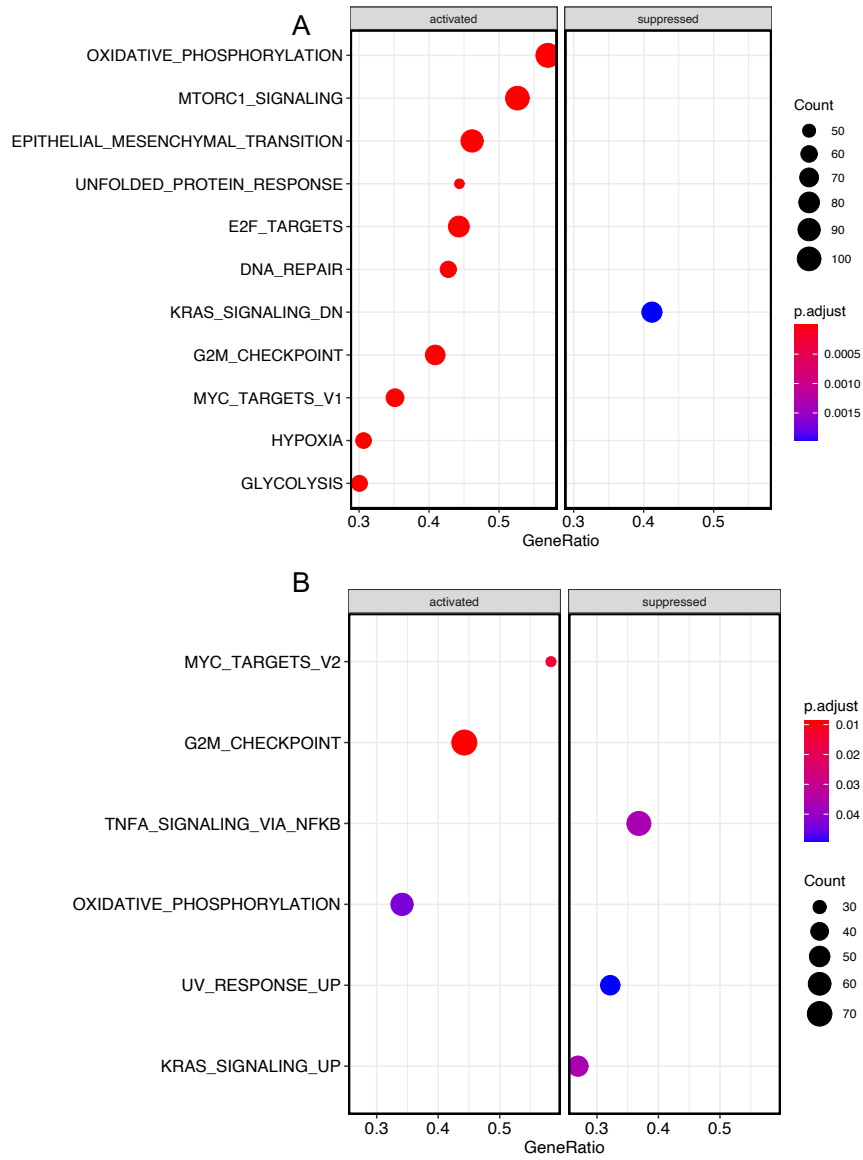 A
activated suppressed
OXIDATIVE_PHOSPHORYLATION
MTORC1_SIGNALING
EPITHELIAL_MESENCHYMAL_TRANSITION
UNFOLDED_PROTEIN_RESPONSE
E2F_TARGETS
DNA_REPAIR
KRAS_SIGNALING_DN
G2M_CHECKPOINT
MYC_TARGETS_V1
HYPOXIA
GLYCOLYSIS
0.3 0.4 0.5 0.3 0.4 0.5
GeneRatio
Count
50
60
70
80
90
100
p.adjust
0.0005
0.0010
0.0015
B
activated suppressed
MYC_TARGETS_V2
G2M_CHECKPOINT
TNFA_SIGNALING_VIA_NFKB
OXIDATIVE_PHOSPHORYLATION
UV_RESPONSE_UP
KRAS_SIGNALING_UP
0.3 0.4 0.5 0.3 0.4 0.5
GeneRatio
p.adjust
0.01
0.02
0.03
0.04
Count
30
40
50
60
70